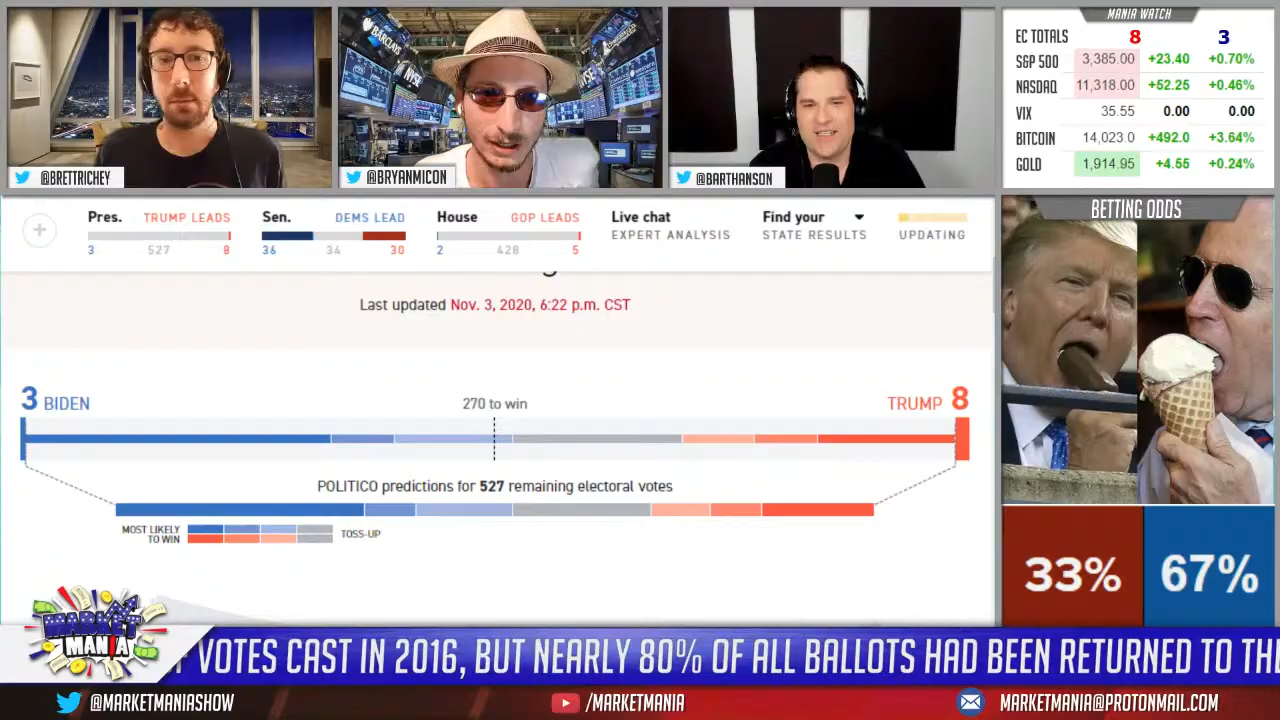 @BRETTRICHEY
BARCLAYS
NYSE
@BRYANMICON
NYSE
@BARTHANSON
MANIA WATCH
EC TOTALS 8 3
S&P 500 3,385.00 +23.40 +0.70%
NASDAQ 11,318.00 +52.25 +0.46%
VIX 35.55 0.00 0.00
BITCOIN 14,023.0 +492.0 +3.64%
GOLD 1,914.95 +4.55 +0.24%
Pres. TRUMP LEADS
3 527 8
Sen. DEMS LEAD
36 34 30
House GOP LEADS
2 428 5
Live chat
EXPERT ANALYSIS
Find your
STATE RESULTS
UPDATING
Last updated Nov. 3, 2020, 6:22 p.m. CST
3 BIDEN 270 to win TRUMP 8
POLITICO predictions for 527 remaining electoral votes
MOST LIKELY
TO WIN
TOSS-UP
BETTING ODDS
33% 67%
MARKET
MANIA
VOTES CAST IN 2016, BUT NEARLY 80% OF ALL BALLOTS HAD BEEN RETURNED TO
@MARKETMANIASHOW /MARKETMANIA MARKETMANIA@PROTONMAIL.COM